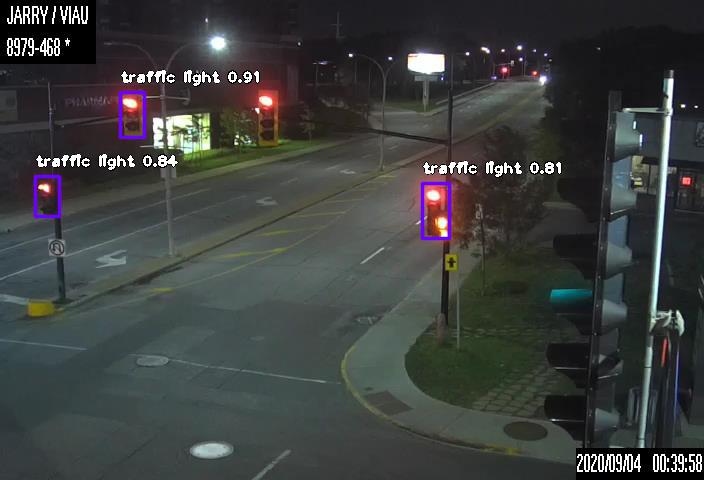 JARRY / VIAU
8979-468 *
traffic light 0.91
PHARMA
traffic light 0.84
traffic light 0.81
2020/09/04 00:39:58